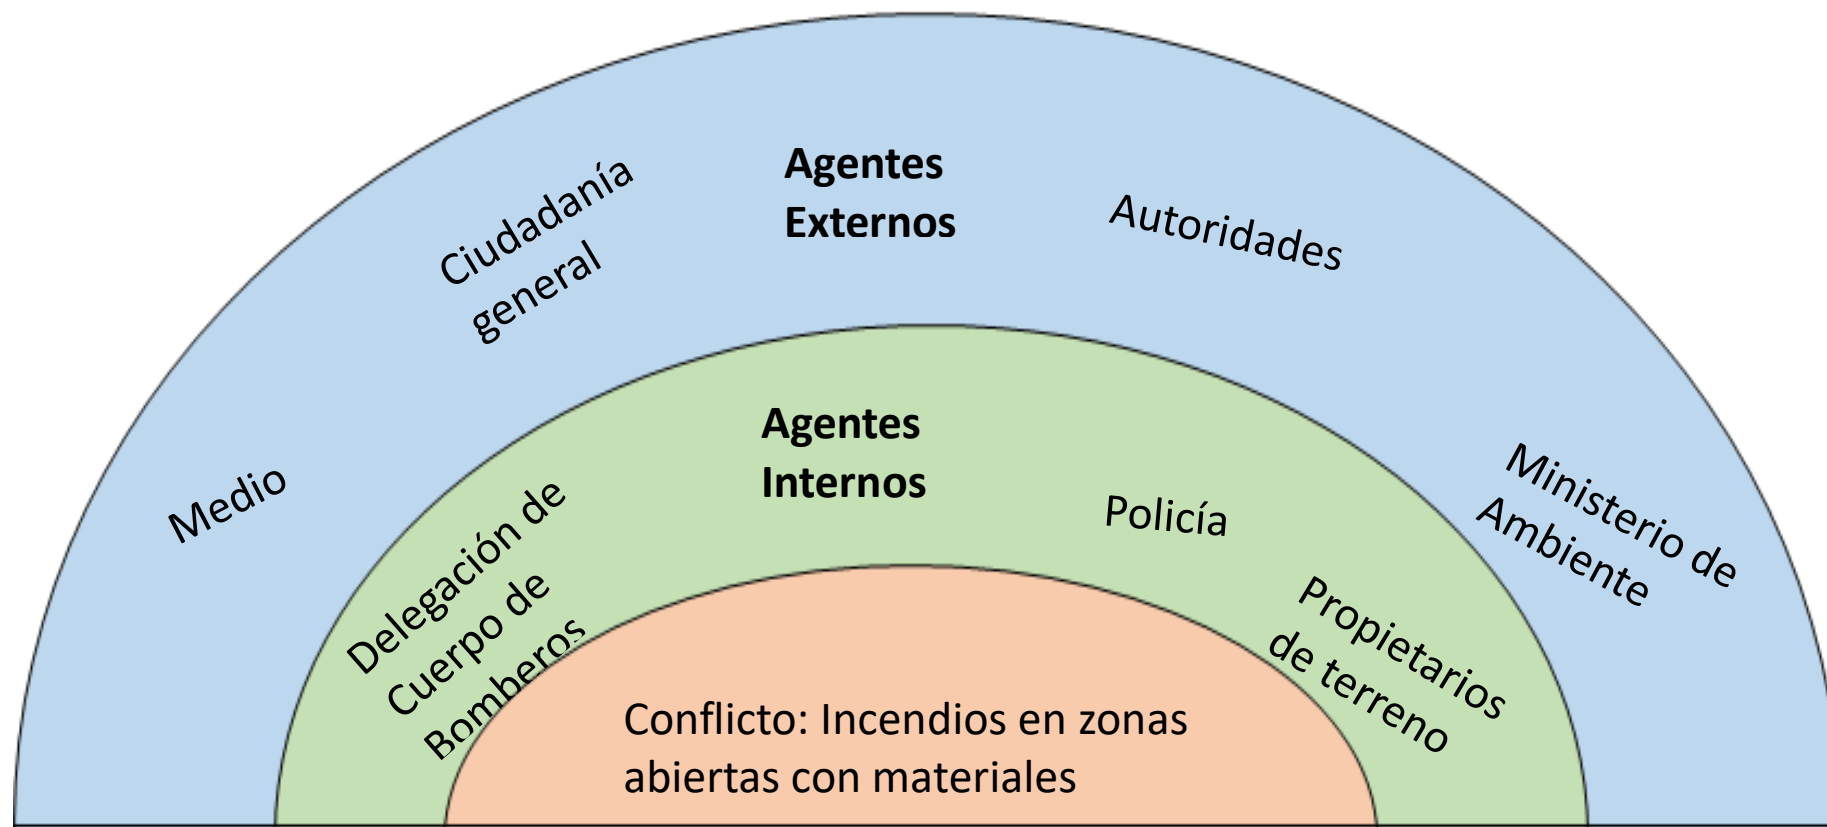 Agentes
Externos
Ciudadanía
general
Autoridades
Medio
Ministerio de
Ambiente
Agentes
Internos
Delegación de
Cuerpo de
Bomberos
Policía
Propietarios
de terreno
Conflicto: Incendios en zonas
abiertas con materiales